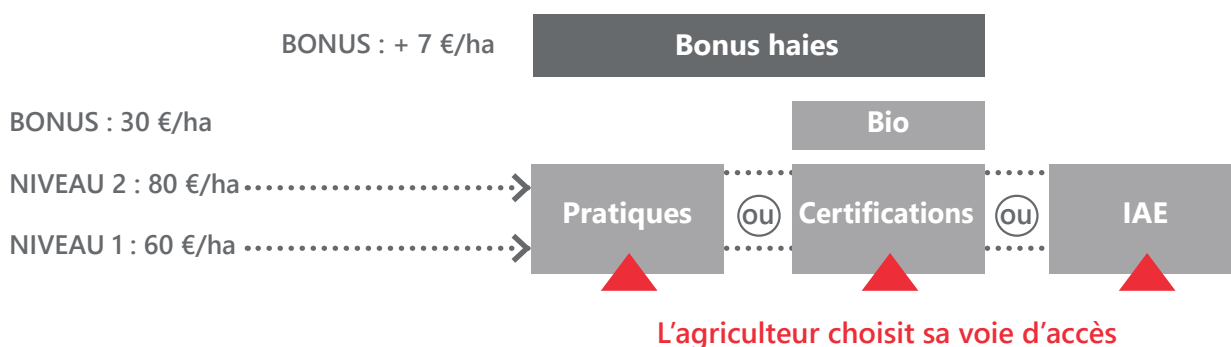 BONUS : + 7 €/ha
Bonus haies
BONUS : 30 €/ha
Bio
NIVEAU 2 : 80 €/ha
NIVEAU 1 : 60 €/ha
Pratiques
ou
Certifications
ou
IAE
L’agriculteur choisit sa voie d’accès